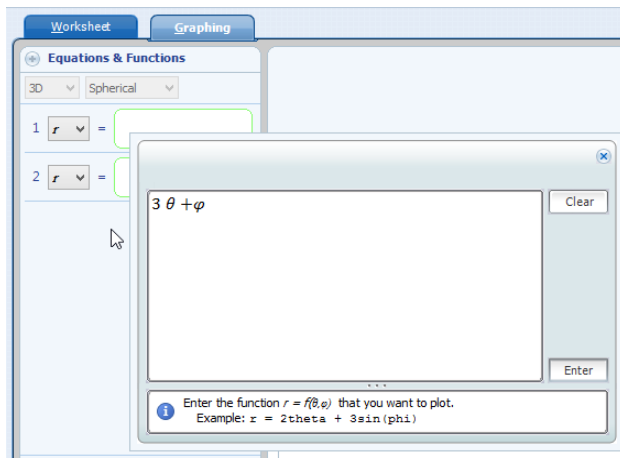 Worksheet Graphing
Equations & Functions
3D Spherical
1 r =
2 r =
3 θ +φ
Clear
Enter
Enter the function r = f(θ,φ) that you want to plot.
Example: r = 2theta + 3sin(phi)